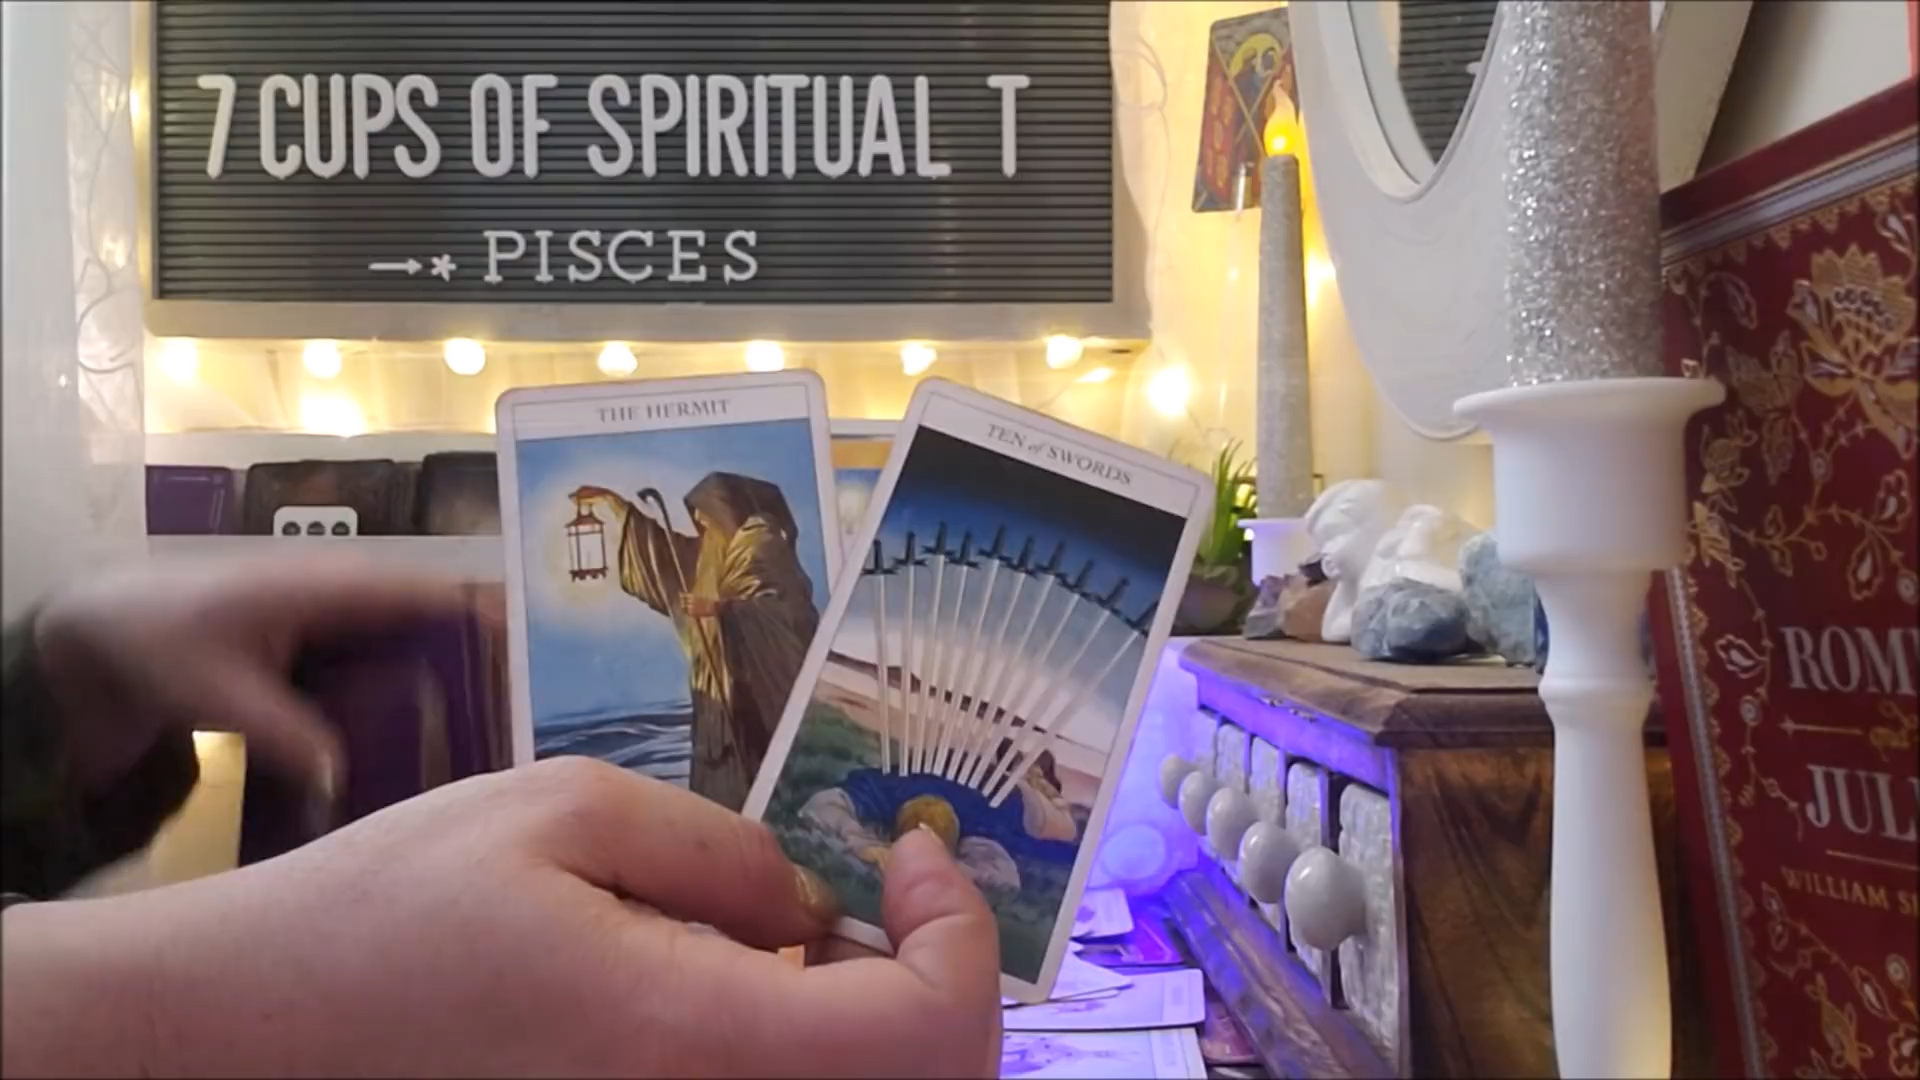 7 CUPS OF SPIRITUAL T
→* PISCES
THE HERMIT
TEN of SWORDS
ROM
JUL
WILLIAM